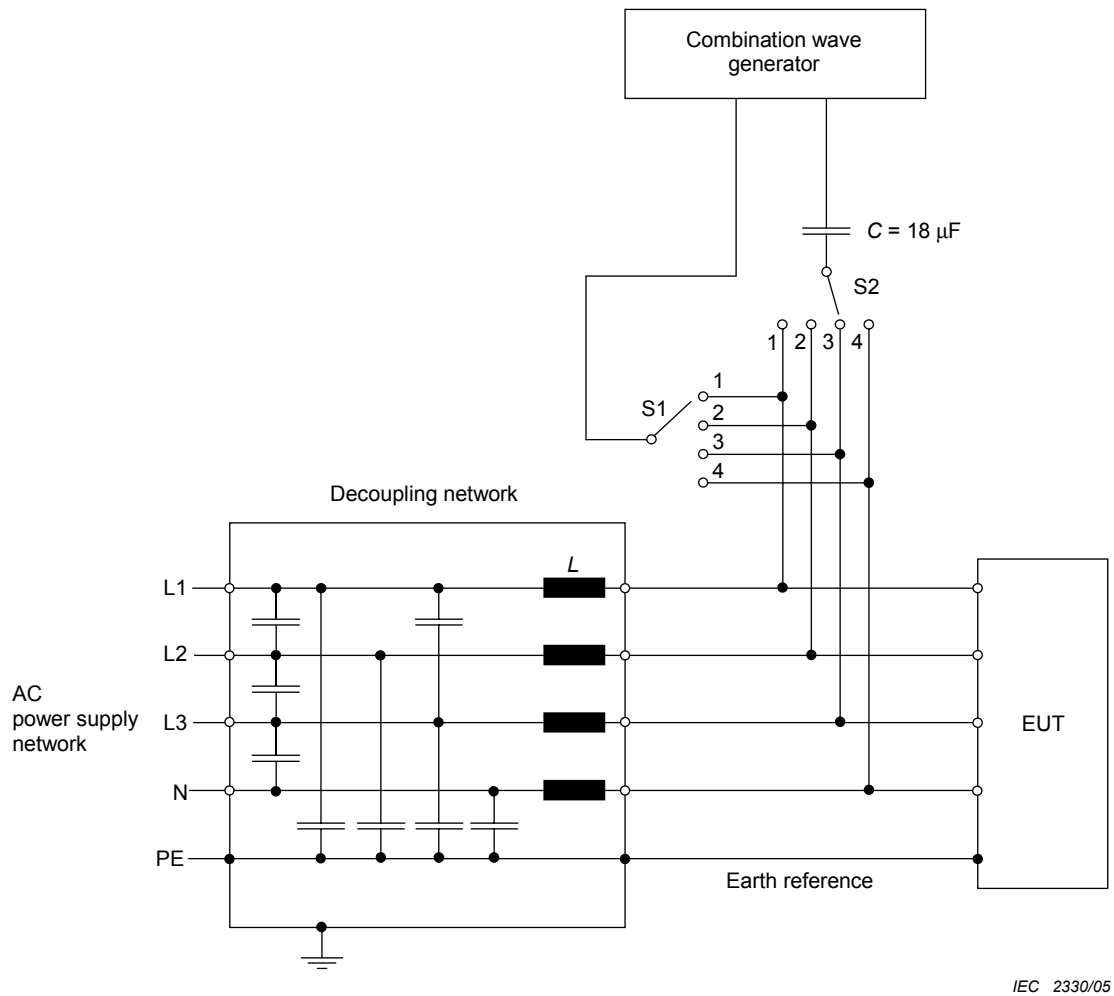 Combination wave
generator
C = 18 μF
S2
1 2 3 4
1
S1
2
3
4
Decoupling network
L
L1
L2
AC
power supply
network
L3
EUT
N
PE
Earth reference
IEC 2330/05